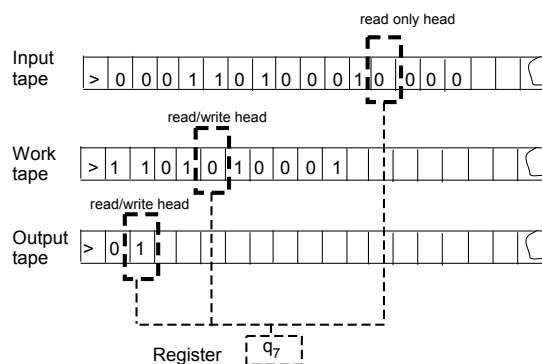 read only head
Input tape
> 0 0 0 1 1 0 1 0 0 0 1 0 0 0 0
read/write head
Work tape
> 1 1 0 1 0 1 0 0 0 1
read/write head
Output tape
> 0 1
Register q7